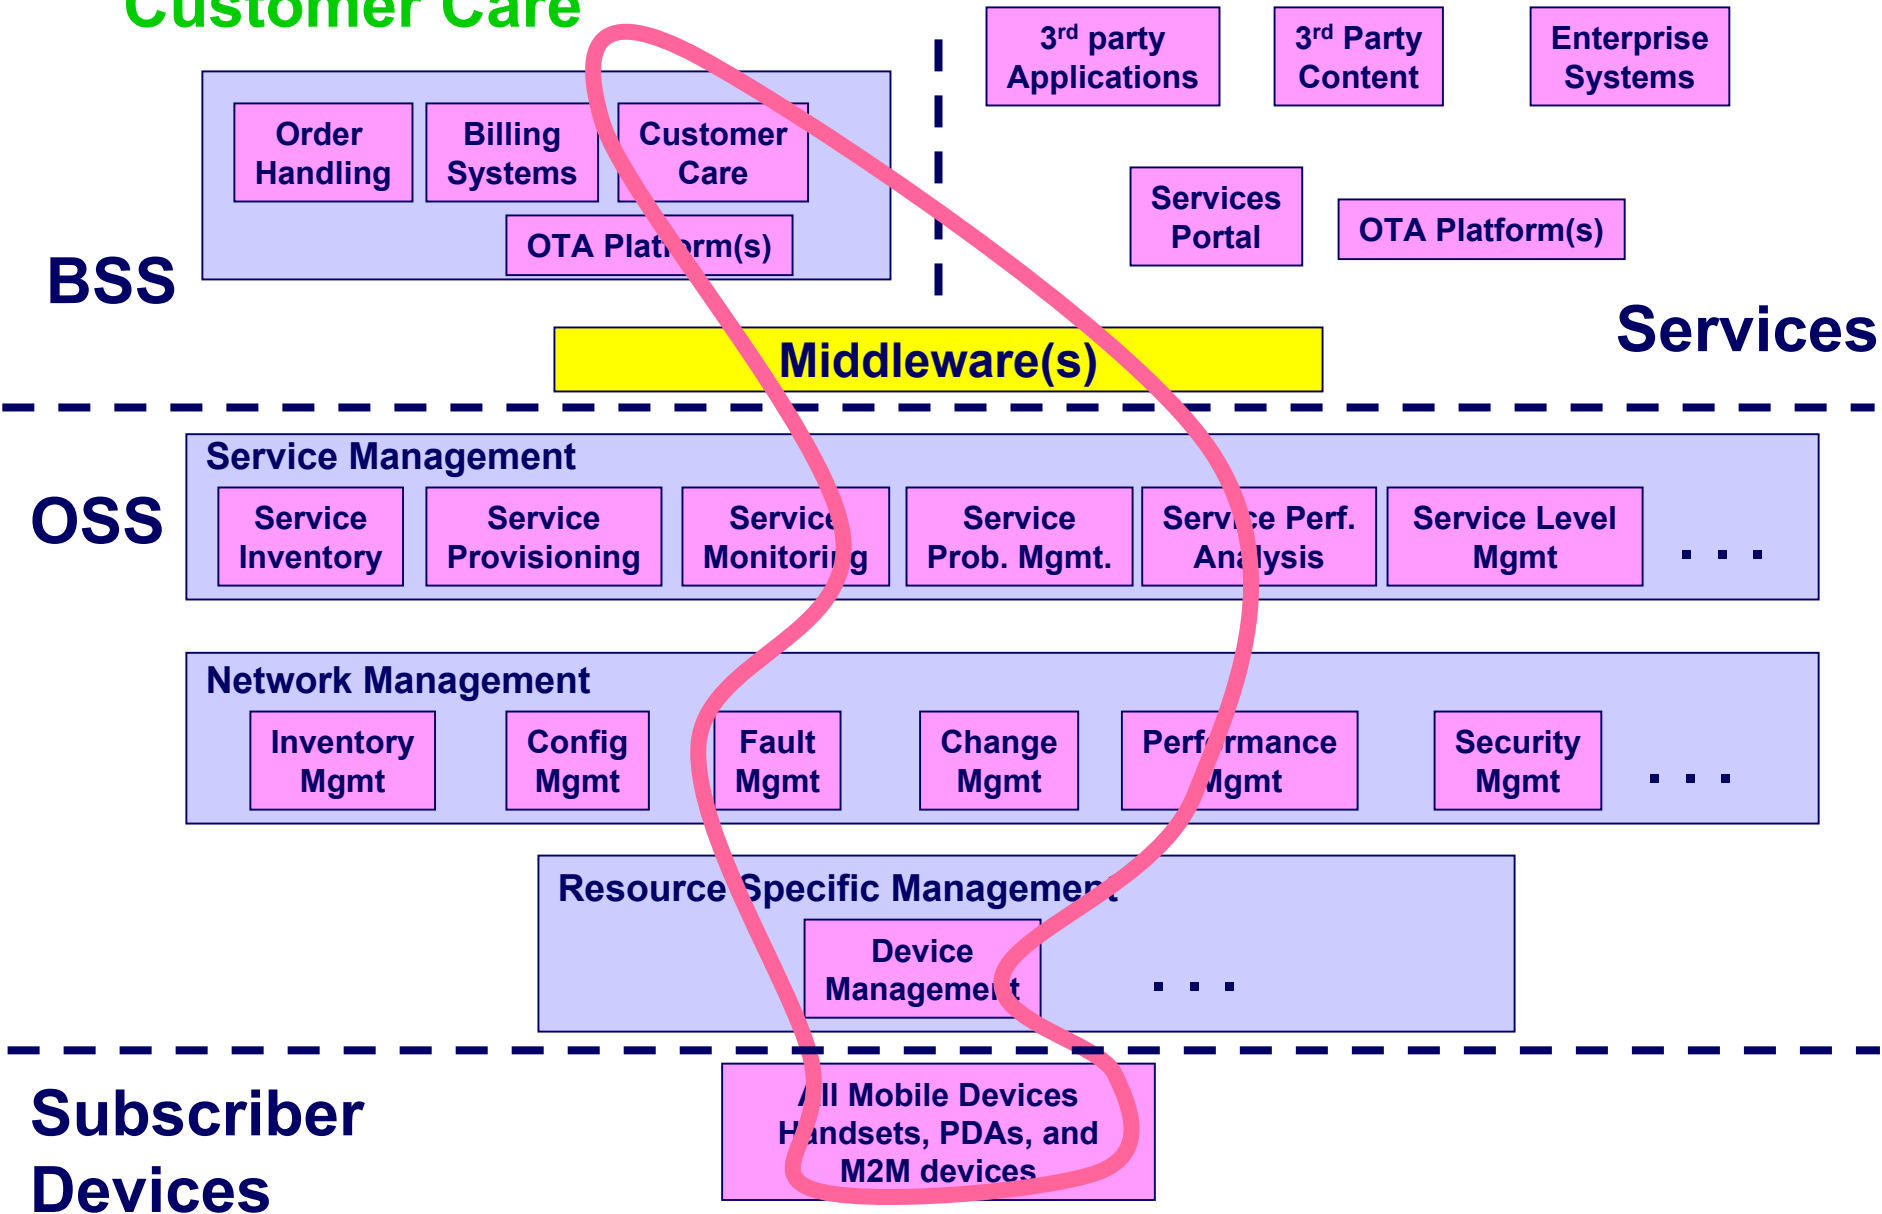 Customer Care
3rd party
Applications
3rd Party
Content
Enterprise
Systems
Order
Handling
Billing
Systems
Customer
Care
OTA Platform(s)
Services
Portal
OTA Platform(s)
BSS
Services
Middleware(s)
OSS
Service Management
Service
Inventory
Service
Provisioning
Service
Monitoring
Service
Prob. Mgmt.
Service Perf.
Analysis
Service Level
Mgmt
. . .
Network Management
Inventory
Mgmt
Config
Mgmt
Fault
Mgmt
Change
Mgmt
Performance
Mgmt
Security
Mgmt
. . .
Resource Specific Management
Device
Management
. . .
Subscriber
Devices
All Mobile Devices
Handsets, PDAs, and
M2M devices